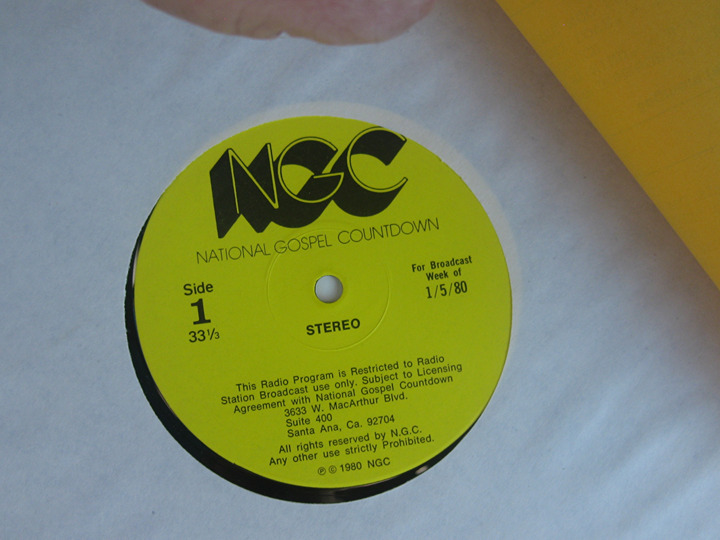 NGC
NATIONAL GOSPEL COUNTDOWN
Side
1
33⅓
For Broadcast
Week of
1/5/80
STEREO
This Radio Program is Restricted to Radio
Station Broadcast use only. Subject to Licensing
Agreement with National Gospel Countdown
3633 W. MacArthur Blvd.
Suite 400
Santa Ana, Ca. 92704
All rights reserved by N.G.C.
Any other use strictly Prohibited.
℗ © 1980 NGC